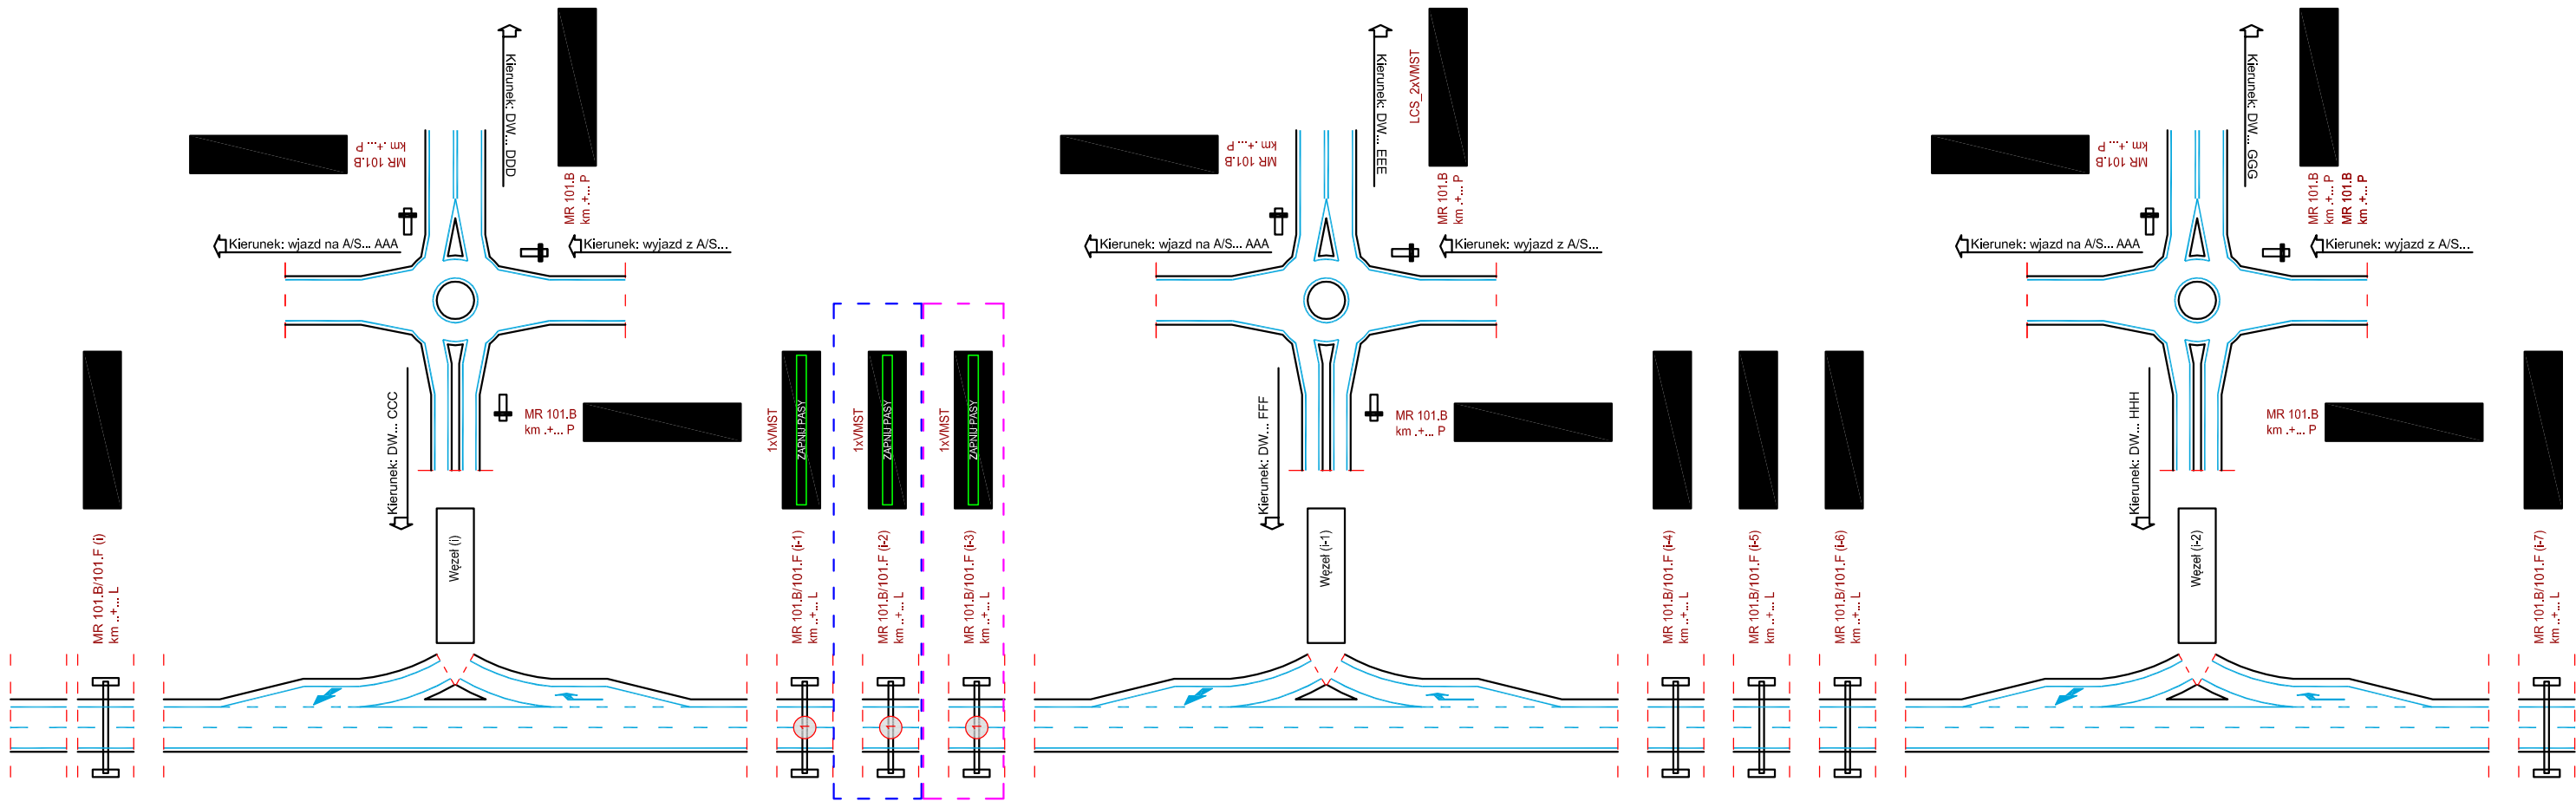 Kierunek: DW... DDD
MR 101.B
km .+... P
MR 101.B
km .+... P
Kierunek: wjazd na A/S... AAA
Kierunek: wyjazd z A/S...
Kierunek: DW... CCC
MR 101.B
km .+... P
Węzeł (i)
MR 101.B/101.F (i)
km ..+... L
1xVMST
ZAPNIJ PASY
MR 101.B/101.F (i-1)
km ..+... L
1
1xVMST
ZAPNIJ PASY
MR 101.B/101.F (i-2)
km ..+... L
1
1xVMST
ZAPNIJ PASY
MR 101.B/101.F (i-3)
km ..+... L
1
Kierunek: DW... EEE
LCS_2xVMST
MR 101.B
km .+... P
MR 101.B
km .+... P
Kierunek: wjazd na A/S... AAA
Kierunek: wyjazd z A/S...
Kierunek: DW... FFF
MR 101.B
km .+... P
Węzeł (i-1)
MR 101.B/101.F (i-4)
km ..+... L
MR 101.B/101.F (i-5)
km ..+... L
MR 101.B/101.F (i-6)
km ..+... L
Kierunek: DW... GGG
MR 101.B
km .+... P
MR 101.B
km .+... P
MR 101.B
km .+... P
Kierunek: wjazd na A/S... AAA
Kierunek: wyjazd z A/S...
Kierunek: DW... HHH
MR 101.B
km .+... P
Węzeł (i-2)
MR 101.B/101.F (i-7)
km ..+... L